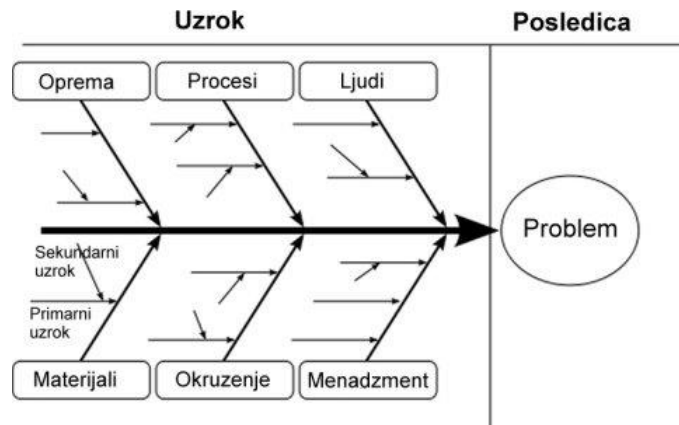 Uzrok
Posledica
Oprema
Procesi
Ljudi
Problem
Sekundarni
uzrok
Primarni
uzrok
Materijali
Okruzenje
Menadzment